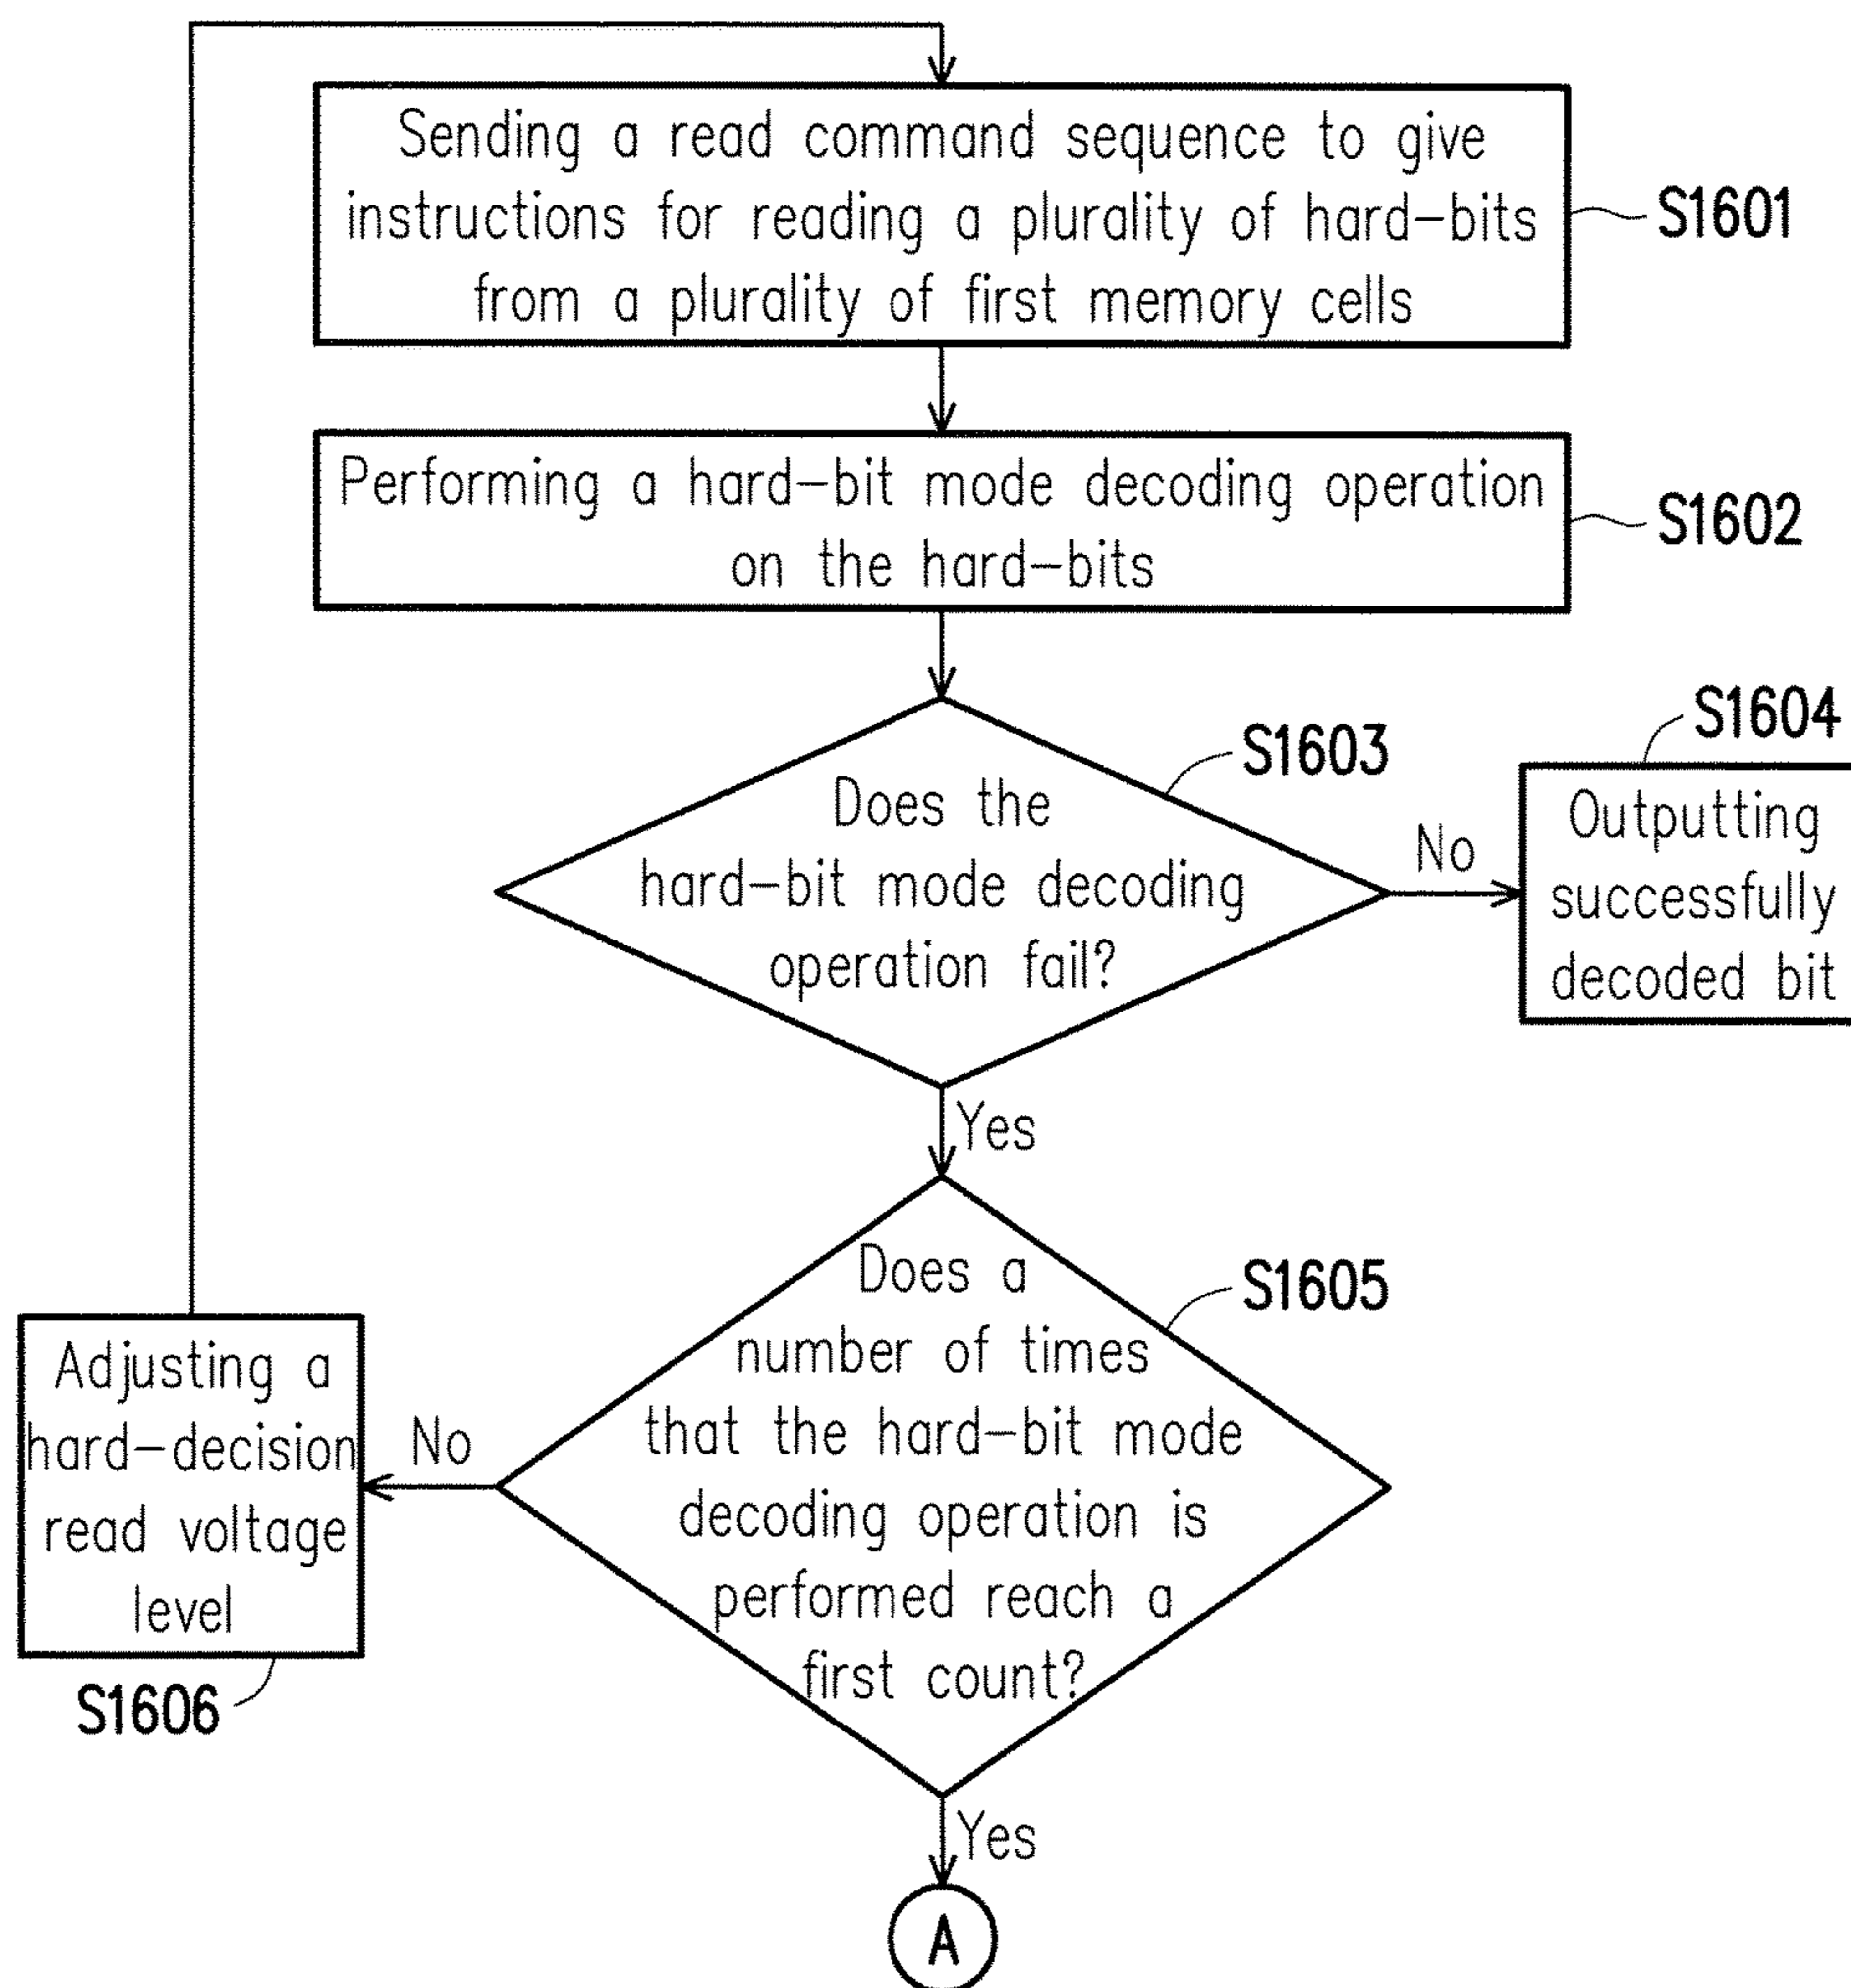 Sending a read command sequence to give
instructions for reading a plurality of hard-bits
from a plurality of first memory cells
S1601
Performing a hard-bit mode decoding operation
on the hard-bits
S1602
Does the
hard-bit mode decoding
operation fail?
S1603
No
S1604
Outputting
successfully
decoded bit
Yes
Does a
number of times
that the hard-bit mode
decoding operation is
performed reach a
first count?
S1605
No
Adjusting a
hard-decision
read voltage
level
S1606
Yes
A